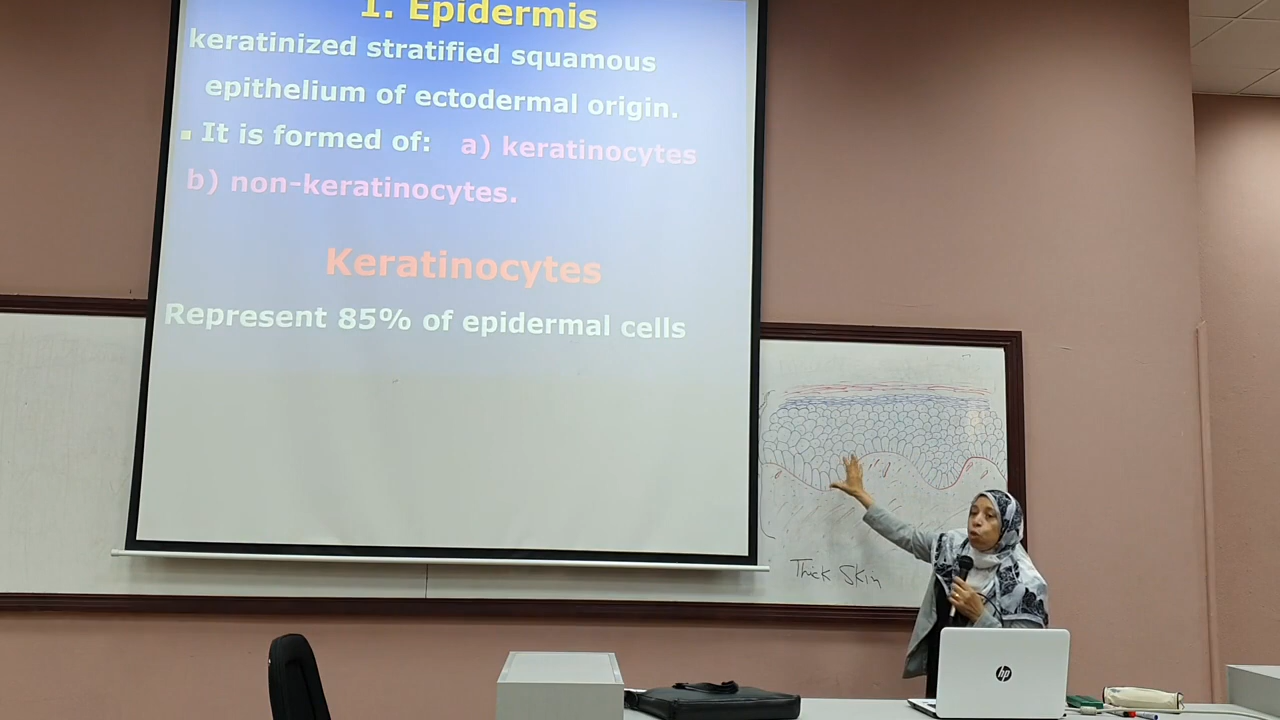 1. Epidermis
keratinized stratified squamous
epithelium of ectodermal origin.
It is formed of: a) keratinocytes
b) non-keratinocytes.
Keratinocytes
Represent 85% of epidermal cells
Thick Skin
hp